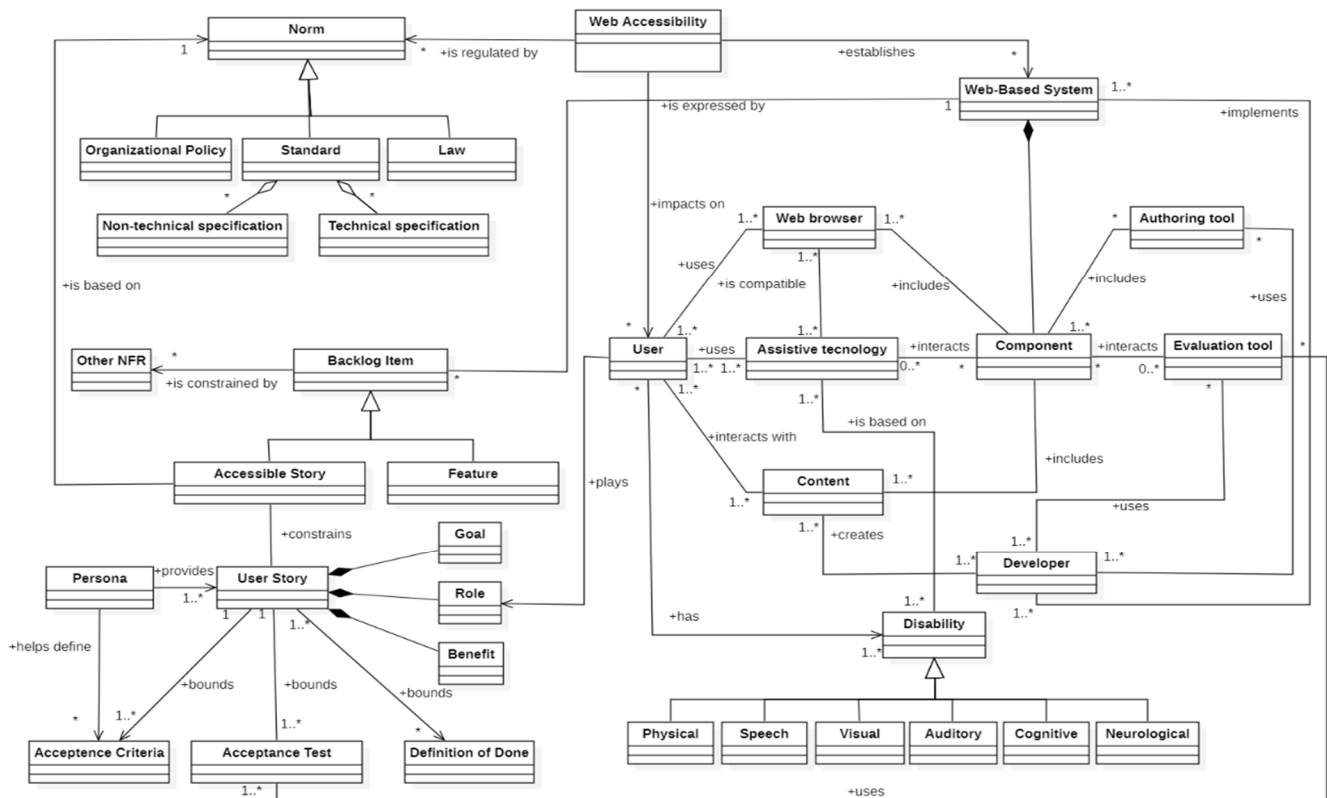 Norm
Web Accessibility
1
*
+is regulated by
+establishes
*
Web-Based System
1..*
+is expressed by
1
+implements
Organizational Policy
Standard
Law
*
*
Non-technical specification
Technical specification
+impacts on
1..*
Web browser
1..*
*
Authoring tool
*
+uses
1..*
+is compatible
+includes
+includes
+is based on
+uses
*
1..*
1..*
1..*
Other NFR
*
Backlog Item
User
+uses
Assistive tecnology
+interacts
Component
+interacts
Evaluation tool
*
+is constrained by
*
1..*
1..*
0..*
*
*
0..*
*
1..*
1..*
*
+is based on
+interacts with
Accessible Story
Feature
+includes
+plays
Content
1..*
1..*
+uses
1..*
+creates
1..*
+constrains
Goal
1..*
Developer
1..*
Persona
+provides
User Story
1..*
Role
1..*
1..*
1
1
1..*
+has
Disability
1..*
+helps define
Benefit
+bounds
+bounds
+bounds
*
1..*
1..*
*
Physical
Speech
Visual
Auditory
Cognitive
Neurological
Acceptence Criteria
Acceptance Test
Definition of Done
1..*
+uses